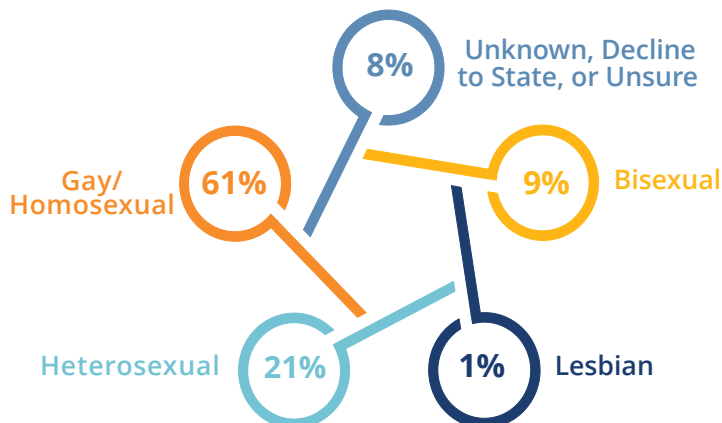 8%
Unknown, Decline
to State, or Unsure
Gay/
Homosexual
61%
9%
Bisexual
Heterosexual
21%
1%
Lesbian